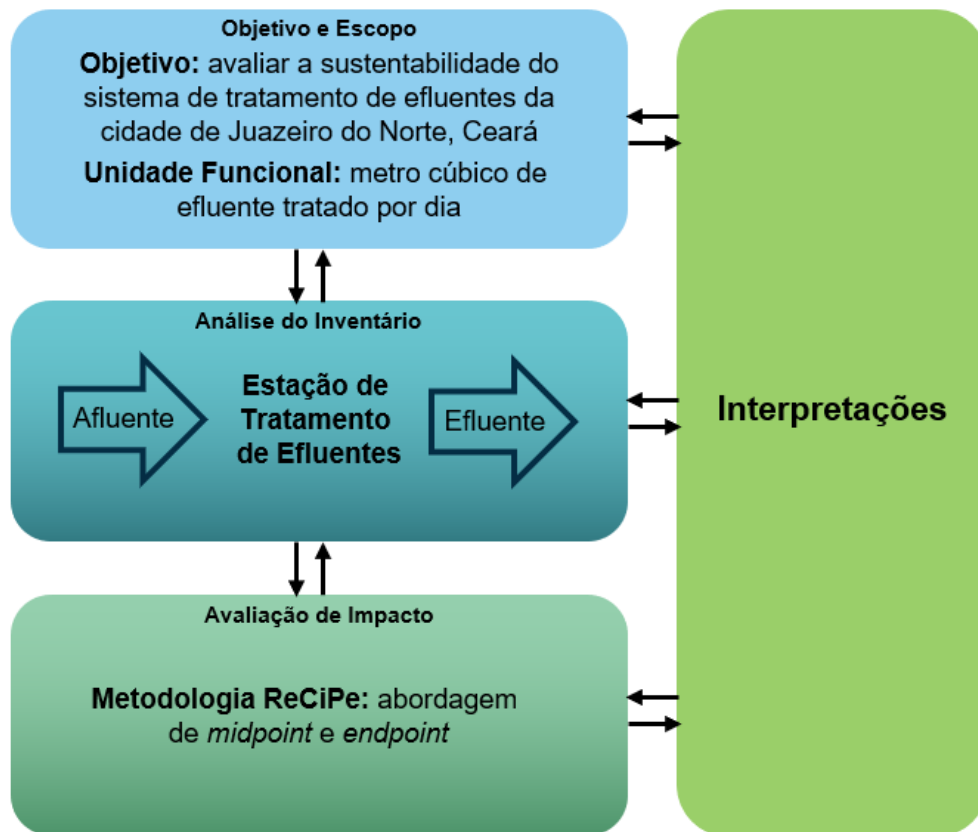 Objetivo e Escopo
Objetivo: avaliar a sustentabilidade do
sistema de tratamento de efluentes da
cidade de Juazeiro do Norte, Ceará
Unidade Funcional: metro cúbico de
efluente tratado por dia
Análise do Inventário
Afluente
Estação de
Tratamento
de Efluentes
Efluente
Avaliação de Impacto
Metodologia ReCiPe: abordagem
de midpoint e endpoint
Interpretações